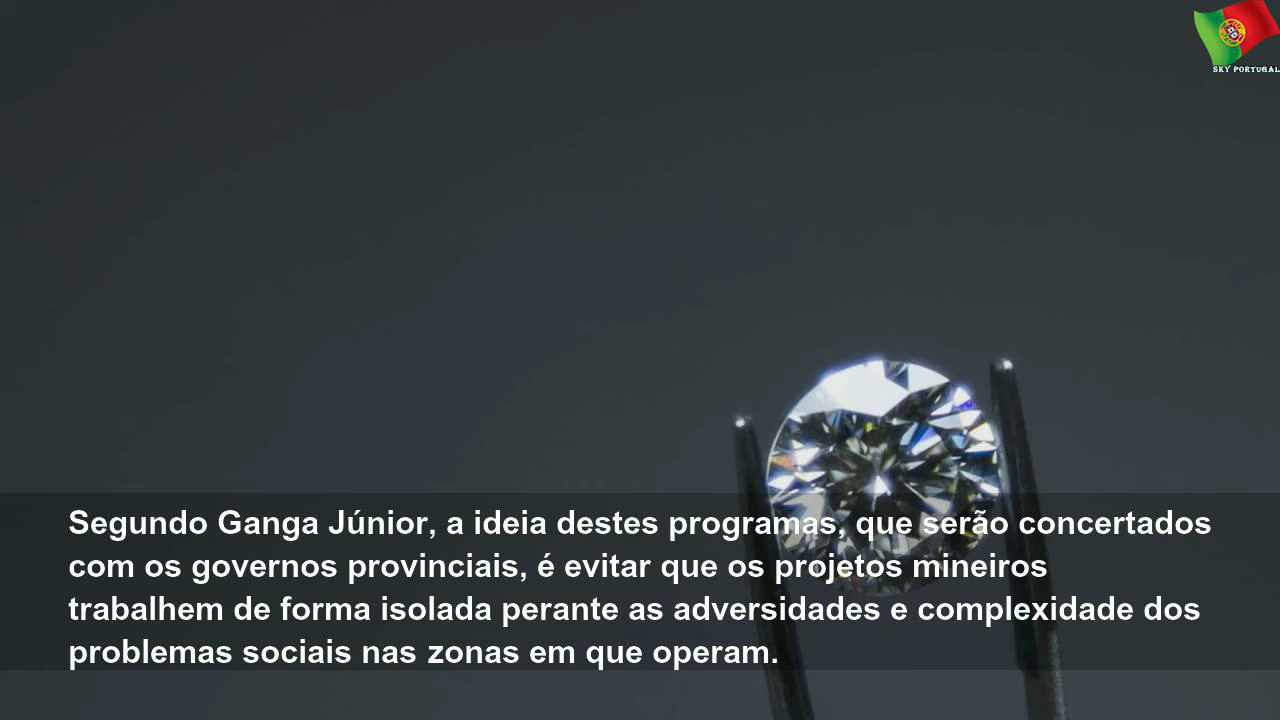 SKY PORTUGAL
Segundo Ganga Júnior, a ideia destes programas, que serão concertados
com os governos provinciais, é evitar que os projetos mineiros
trabalhem de forma isolada perante as adversidades e complexidade dos
problemas sociais nas zonas em que operam.